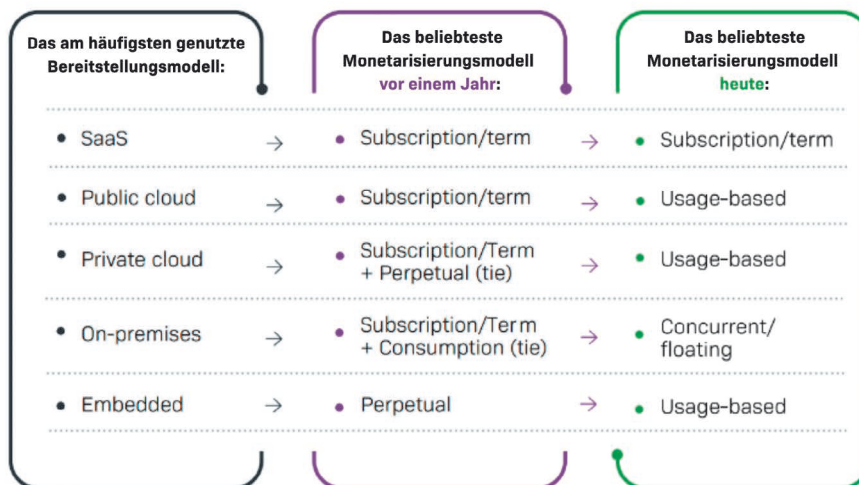 Das am häufigsten genutzte
Bereitstellungsmodell:
Das beliebteste
Monetarisierungsmodell
vor einem Jahr:
Das beliebteste
Monetarisierungsmodell
heute:
• SaaS → • Subscription/term → • Subscription/term
• Public cloud → • Subscription/term → • Usage-based
• Private cloud → • Subscription/Term → • Usage-based
+ Perpetual (tie)
• On-premises → • Subscription/Term → • Concurrent/
+ Consumption (tie) floating
• Embedded → • Perpetual → • Usage-based